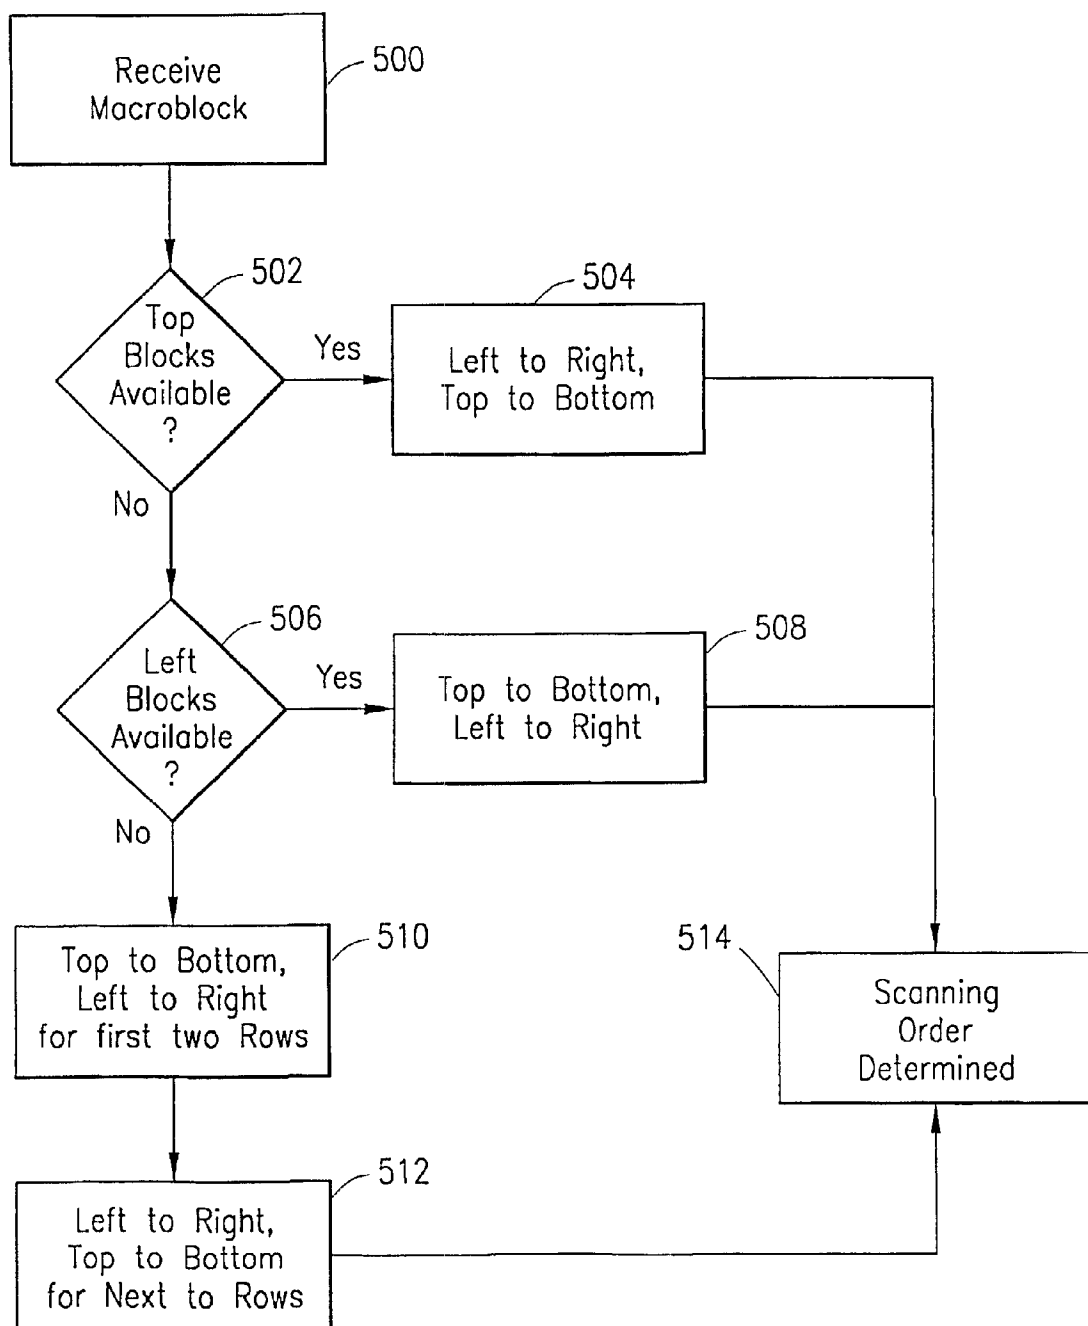 Receive
Macroblock
500
502
Top
Blocks
Available
?
Yes
No
504
Left to Right,
Top to Bottom
506
Left
Blocks
Available
?
Yes
No
508
Top to Bottom,
Left to Right
510
Top to Bottom,
Left to Right
for first two Rows
512
Left to Right,
Top to Bottom
for Next to Rows
514
Scanning
Order
Determined